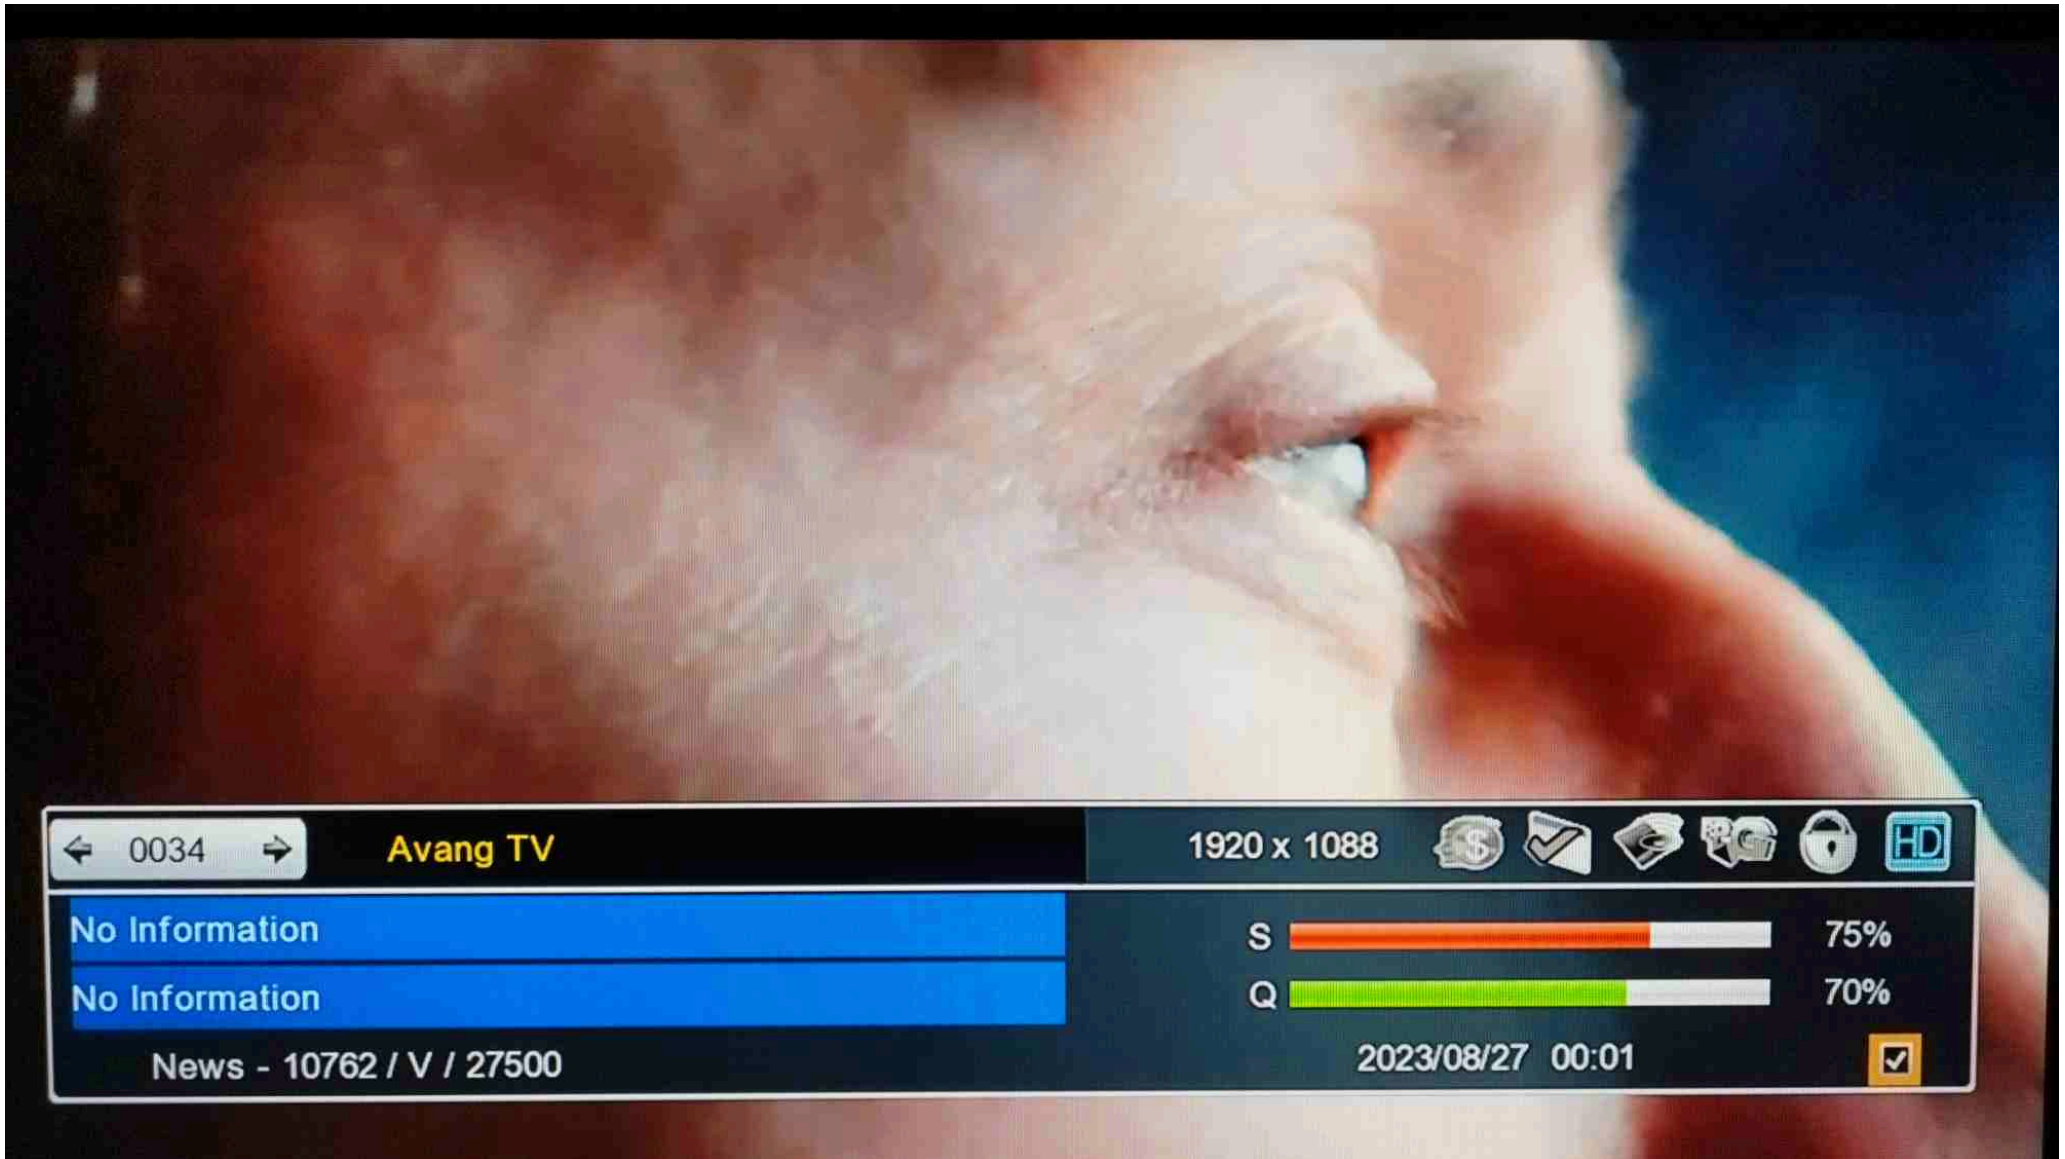 0034 Avang TV 1920 x 1088 HD
No Information S 75%
No Information Q 70%
News - 10762 / V / 27500 2023/08/27 00:01